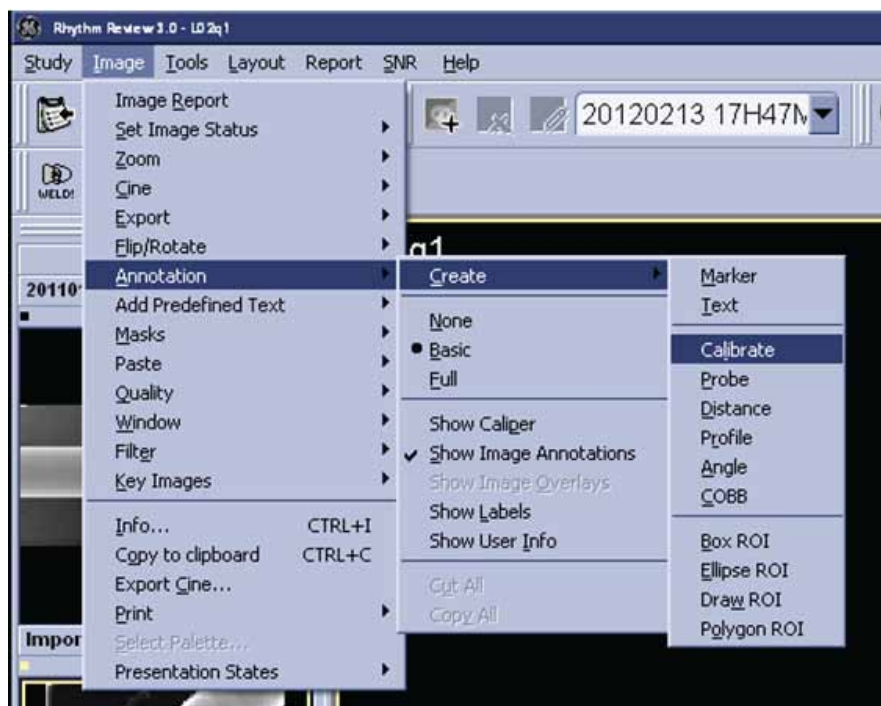 Rhythm Review 3.0 - L02q1
Study Image Tools Layout Report SNR Help
20120213 17H47
WELD!
q1
20110
Impor
Image Report
Set Image Status
Zoom
Cine
Export
Flip/Rotate
Annotation
Add Predefined Text
Masks
Paste
Quality
Window
Filter
Key Images
Info... CTRL+I
Copy to clipboard CTRL+C
Export Cine...
Print
Select Palette...
Presentation States
Create
None
Basic
Full
Show Caliper
Show Image Annotations
Show Image Overlays
Show Labels
Show User Info
Cut All
Copy All
Marker
Text
Calibrate
Probe
Distance
Profile
Angle
COBB
Box ROI
Ellipse ROI
Draw ROI
Polygon ROI